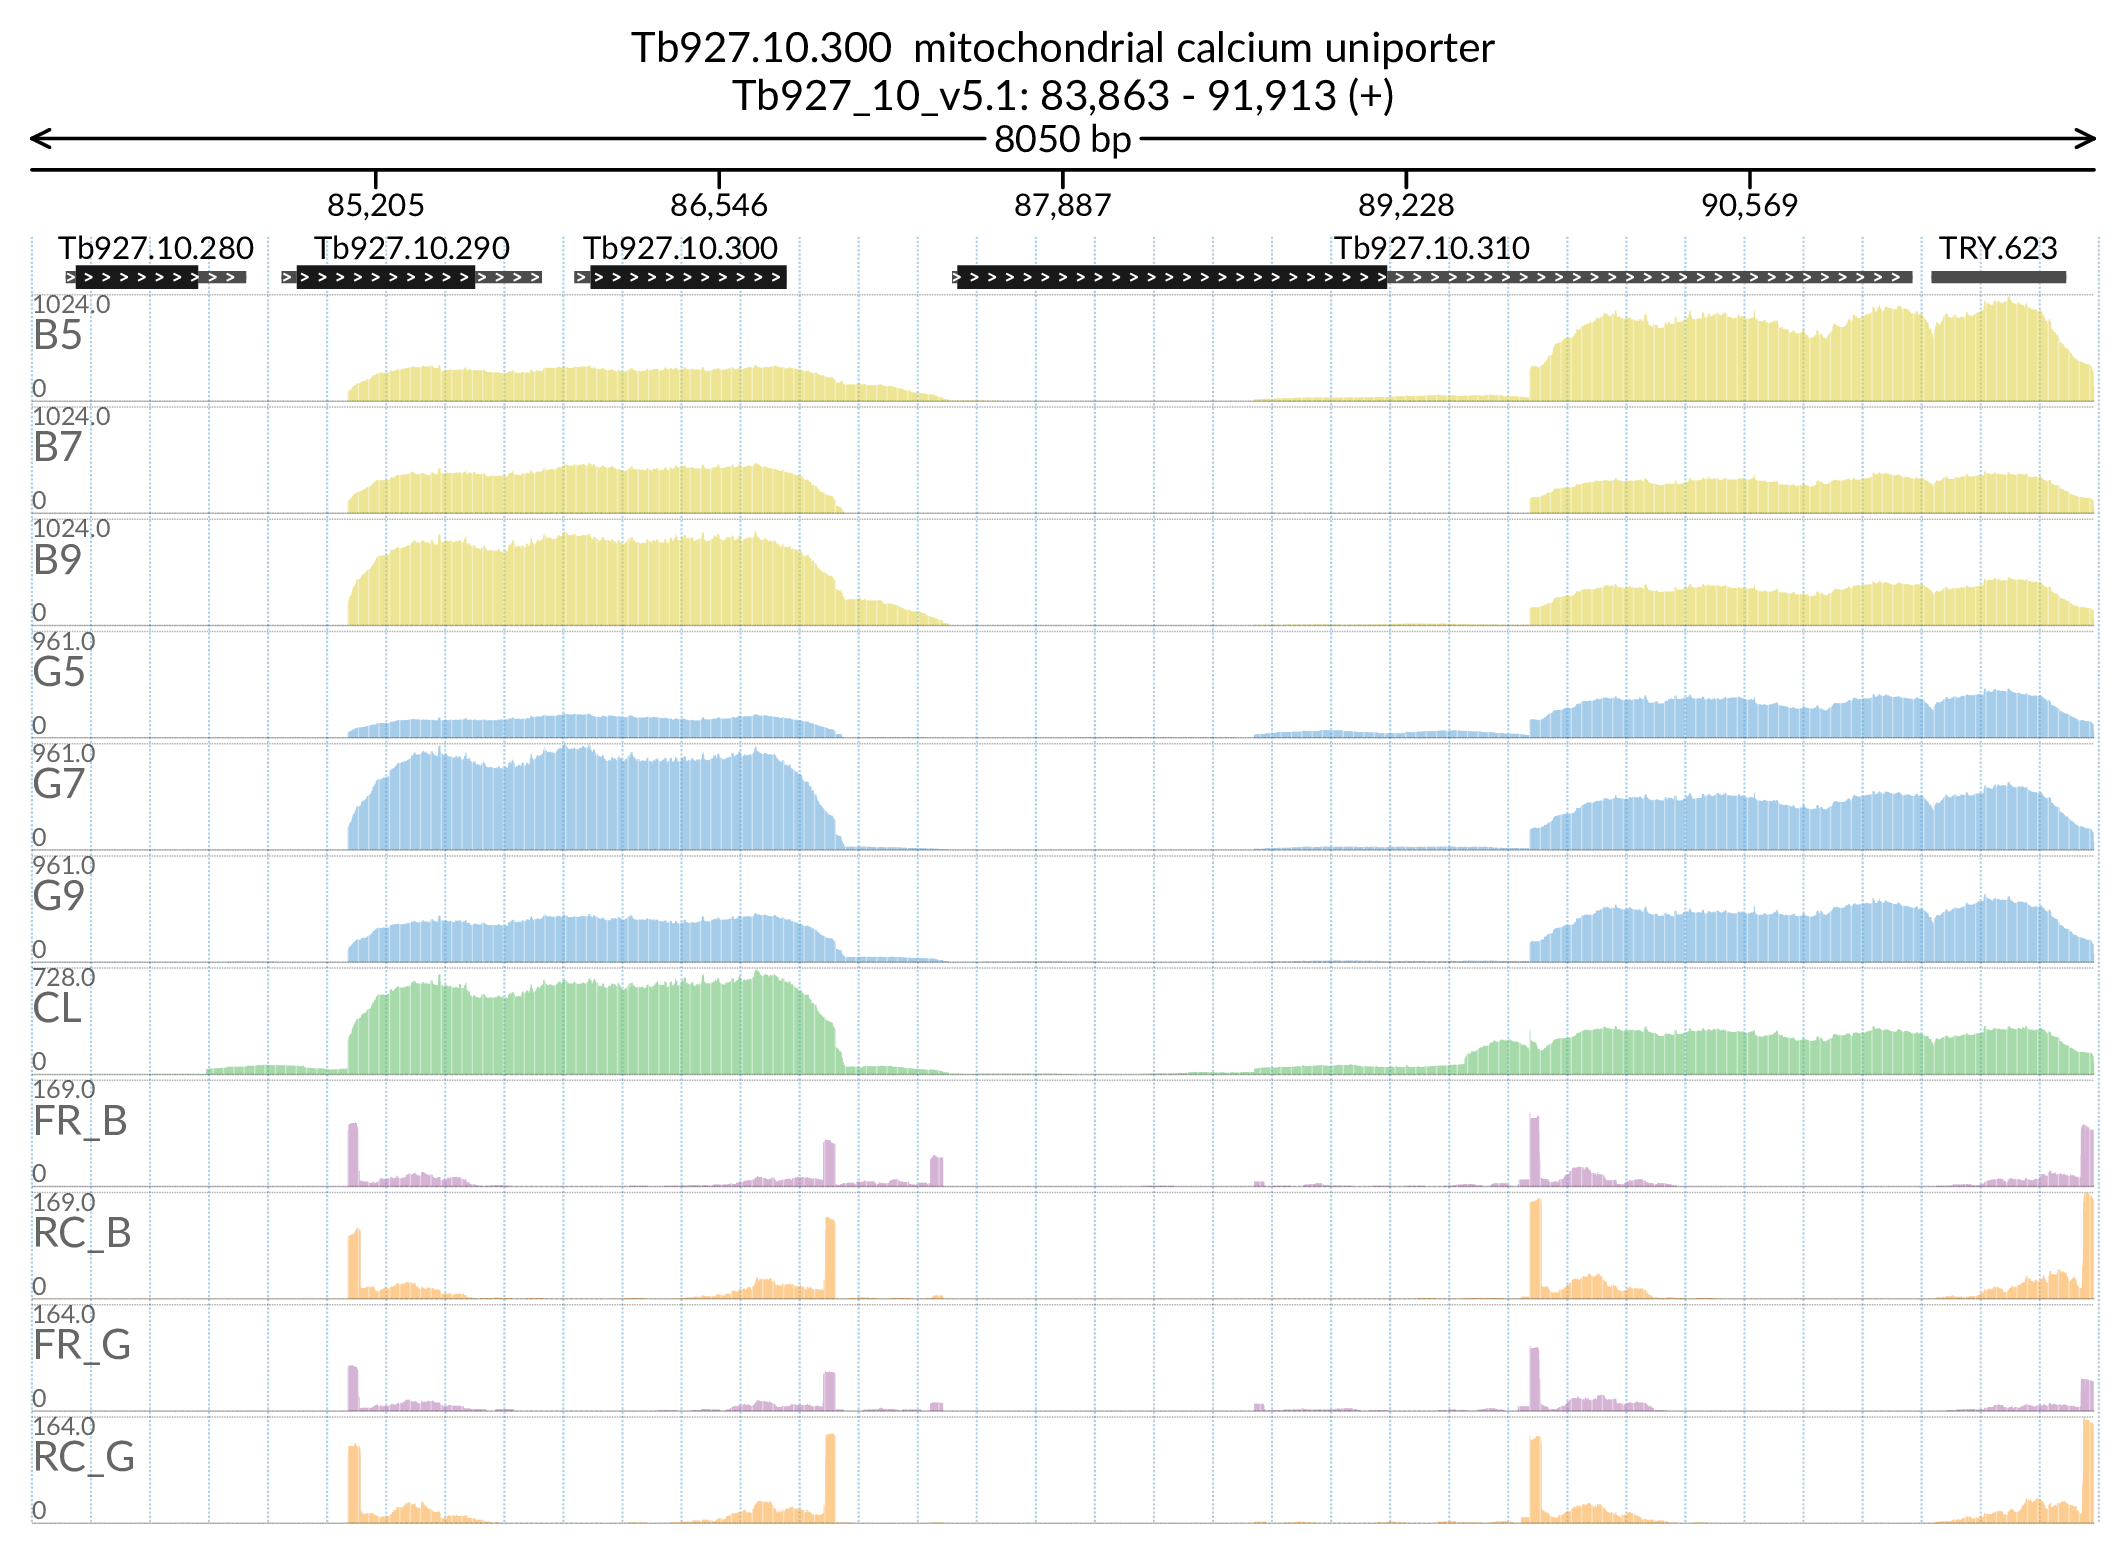 Tb927.10.300  mitochondrial calcium uniporter
Tb927_10_v5.1: 83,863 - 91,913 (+)
8050 bp
85,205 86,546 87,887 89,228 90,569
Tb927.10.280 Tb927.10.290 Tb927.10.300 Tb927.10.310 TRY.623
1024.0
B5
0
1024.0
B7
0
1024.0
B9
0
961.0
G5
0
961.0
G7
0
961.0
G9
0
728.0
CL
0
169.0
FR_B
0
169.0
RC_B
0
164.0
FR_G
0
164.0
RC_G
0